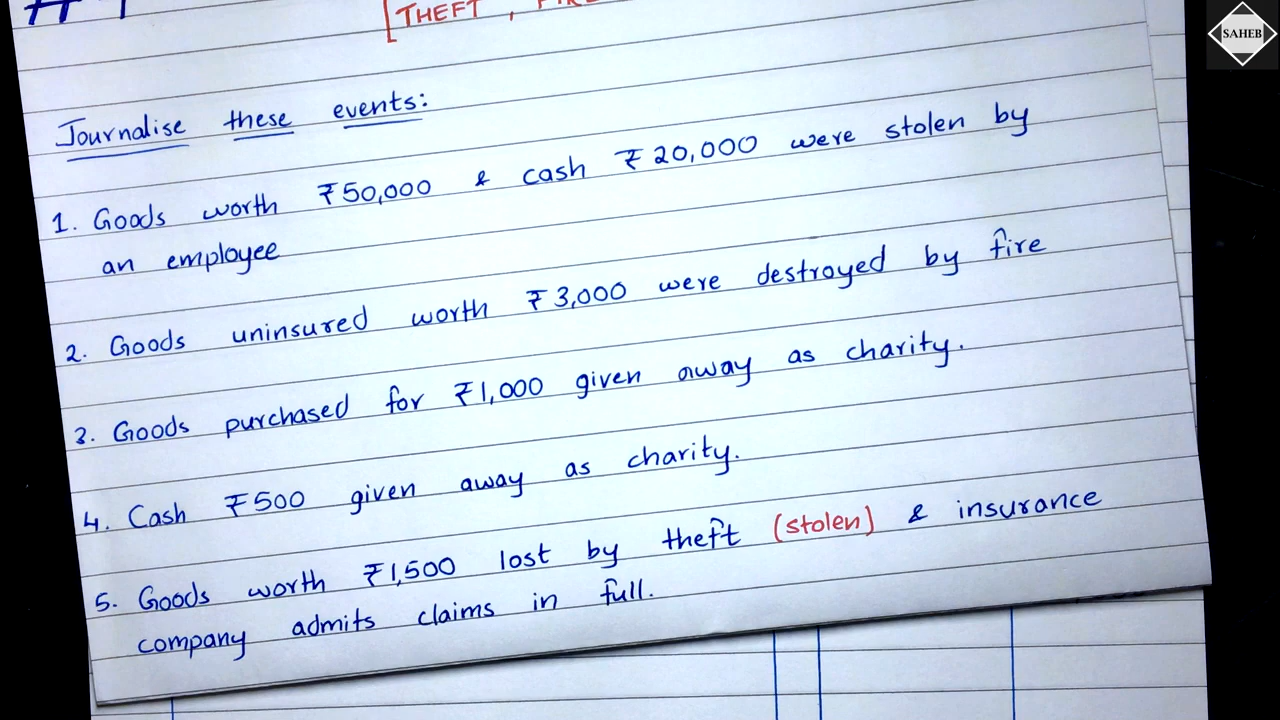 [THEFT,
SAHEB
Journalise these events:
1. Goods worth ₹50,000 & cash ₹20,000 were stolen by
an employee
2. Goods uninsured worth ₹3,000 were destroyed by fire
3. Goods purchased for ₹1,000 given away as charity.
4. Cash ₹500 given away as charity.
5. Goods worth ₹1,500 lost by theft (stolen) & insurance
company admits claims in full.